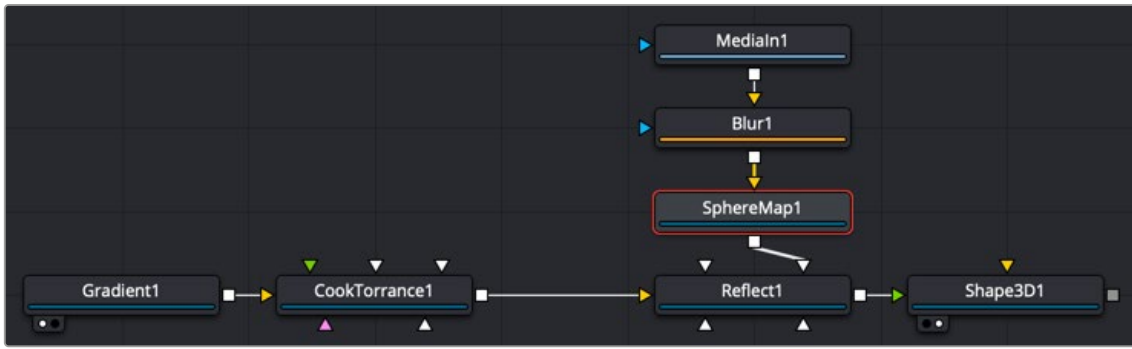 MediaIn1
Blur1
SphereMap1
Gradient1
CookTorrance1
Reflect1
Shape3D1